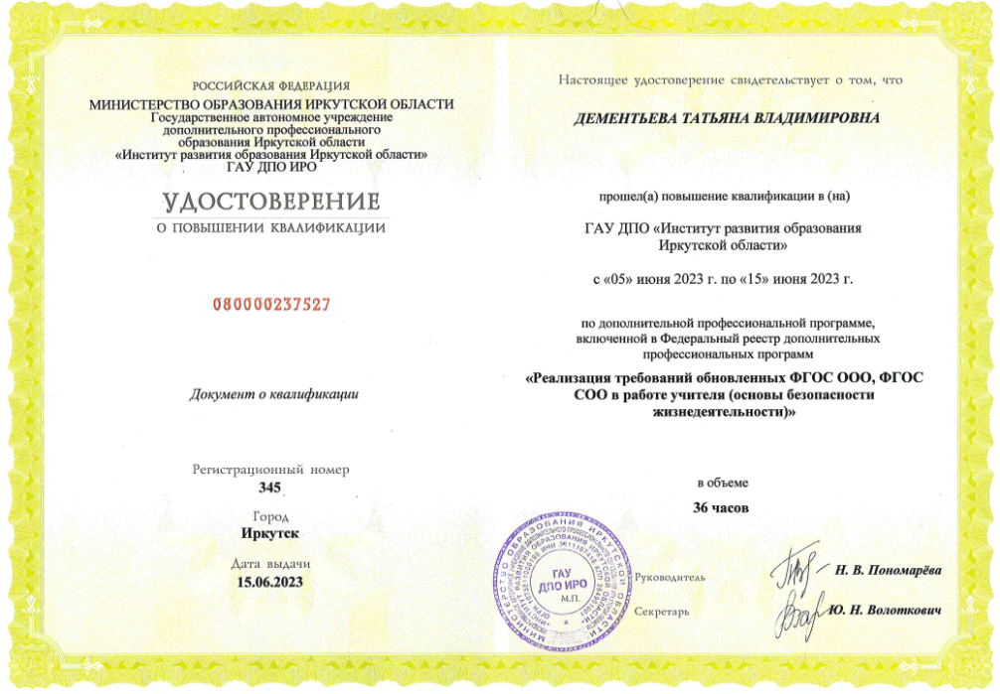 РОССИЙСКАЯ ФЕДЕРАЦИЯ
МИНИСТЕРСТВО ОБРАЗОВАНИЯ ИРКУТСКОЙ ОБЛАСТИ
Государственное автономное учреждение
дополнительного профессионального
образования Иркутской области
«Институт развития образования Иркутской области»
ГАУ ДПО ИРО
УДОСТОВЕРЕНИЕ
О ПОВЫШЕНИИ КВАЛИФИКАЦИИ
080000237527
Документ о квалификации
Регистрационный номер
345
Город
Иркутск
Дата выдачи
15.06.2023
Настоящее удостоверение свидетельствует о том, что
ДЕМЕНТЬЕВА ТАТЬЯНА ВЛАДИМИРОВНА
прошел(а) повышение квалификации в (на)
ГАУ ДПО «Институт развития образования
Иркутской области»
с «05» июня 2023 г. по «15» июня 2023 г.
по дополнительной профессиональной программе,
включенной в Федеральный реестр дополнительных
профессиональных программ
«Реализация требований обновленных ФГОС ООО, ФГОС
СОО в работе учителя (основы безопасности
жизнедеятельности)»
в объеме
36 часов
МИНИСТЕРСТВО ОБРАЗОВАНИЯ ИРКУТСКОЙ ОБЛАСТИ
ГАУ
ДПО ИРО
М.П.
Руководитель
Н. В. Пономарёва
Секретарь
Ю. Н. Волоткович